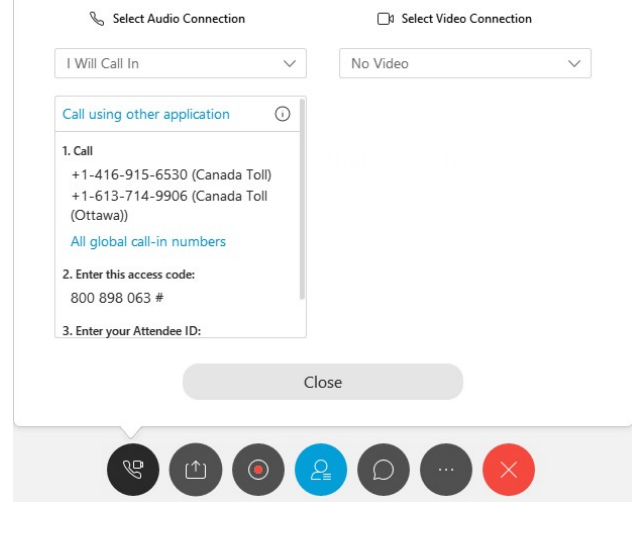 Select Audio Connection
Select Video Connection
I Will Call In
No Video
Call using other application
1. Call
+1-416-915-6530 (Canada Toll)
+1-613-714-9906 (Canada Toll
(Ottawa))
All global call-in numbers
2. Enter this access code:
800 898 063 #
3. Enter your Attendee ID:
Close